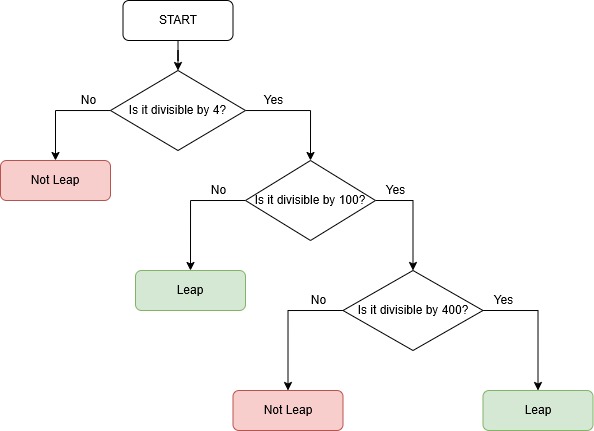 START
Is it divisible by 4?
No
Yes
Not Leap
Is it divisible by 100?
No
Yes
Leap
Is it divisible by 400?
No
Yes
Not Leap
Leap